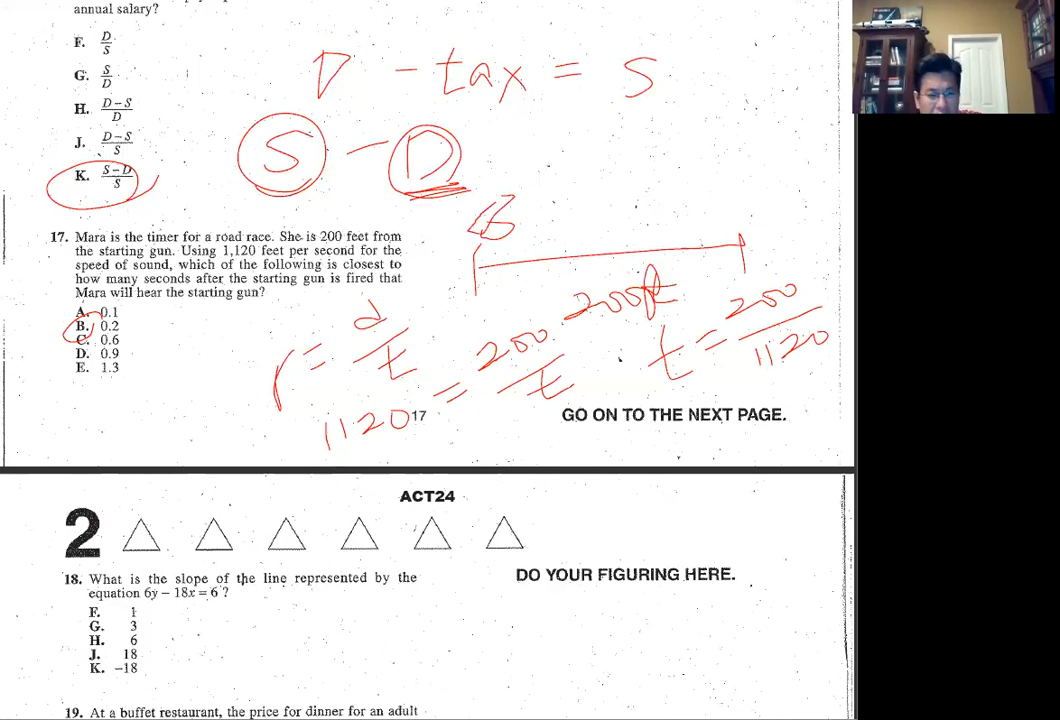 annual salary?
F. D/S
G. S/D
H. D – S/D
J. D – S/S
K. S – D/S
D - tax = S
S - D
17. Mara is the timer for a road race. She is 200 feet from
the starting gun. Using 1,120 feet per second for the
speed of sound, which of the following is closest to
how many seconds after the starting gun is fired that
Mara will hear the starting gun?
A. 0.1
B. 0.2
C. 0.6
D. 0.9
E. 1.3
200ft
r = d/t
1120 = 200/t
t = 200/1120
17
GO ON TO THE NEXT PAGE.
ACT24
2
18. What is the slope of the line represented by the
equation 6y – 18x = 6?
DO YOUR FIGURING HERE.
F. 1
G. 3
H. 6
J. 18
K. –18
19. At a buffet restaurant, the price for dinner for an adult